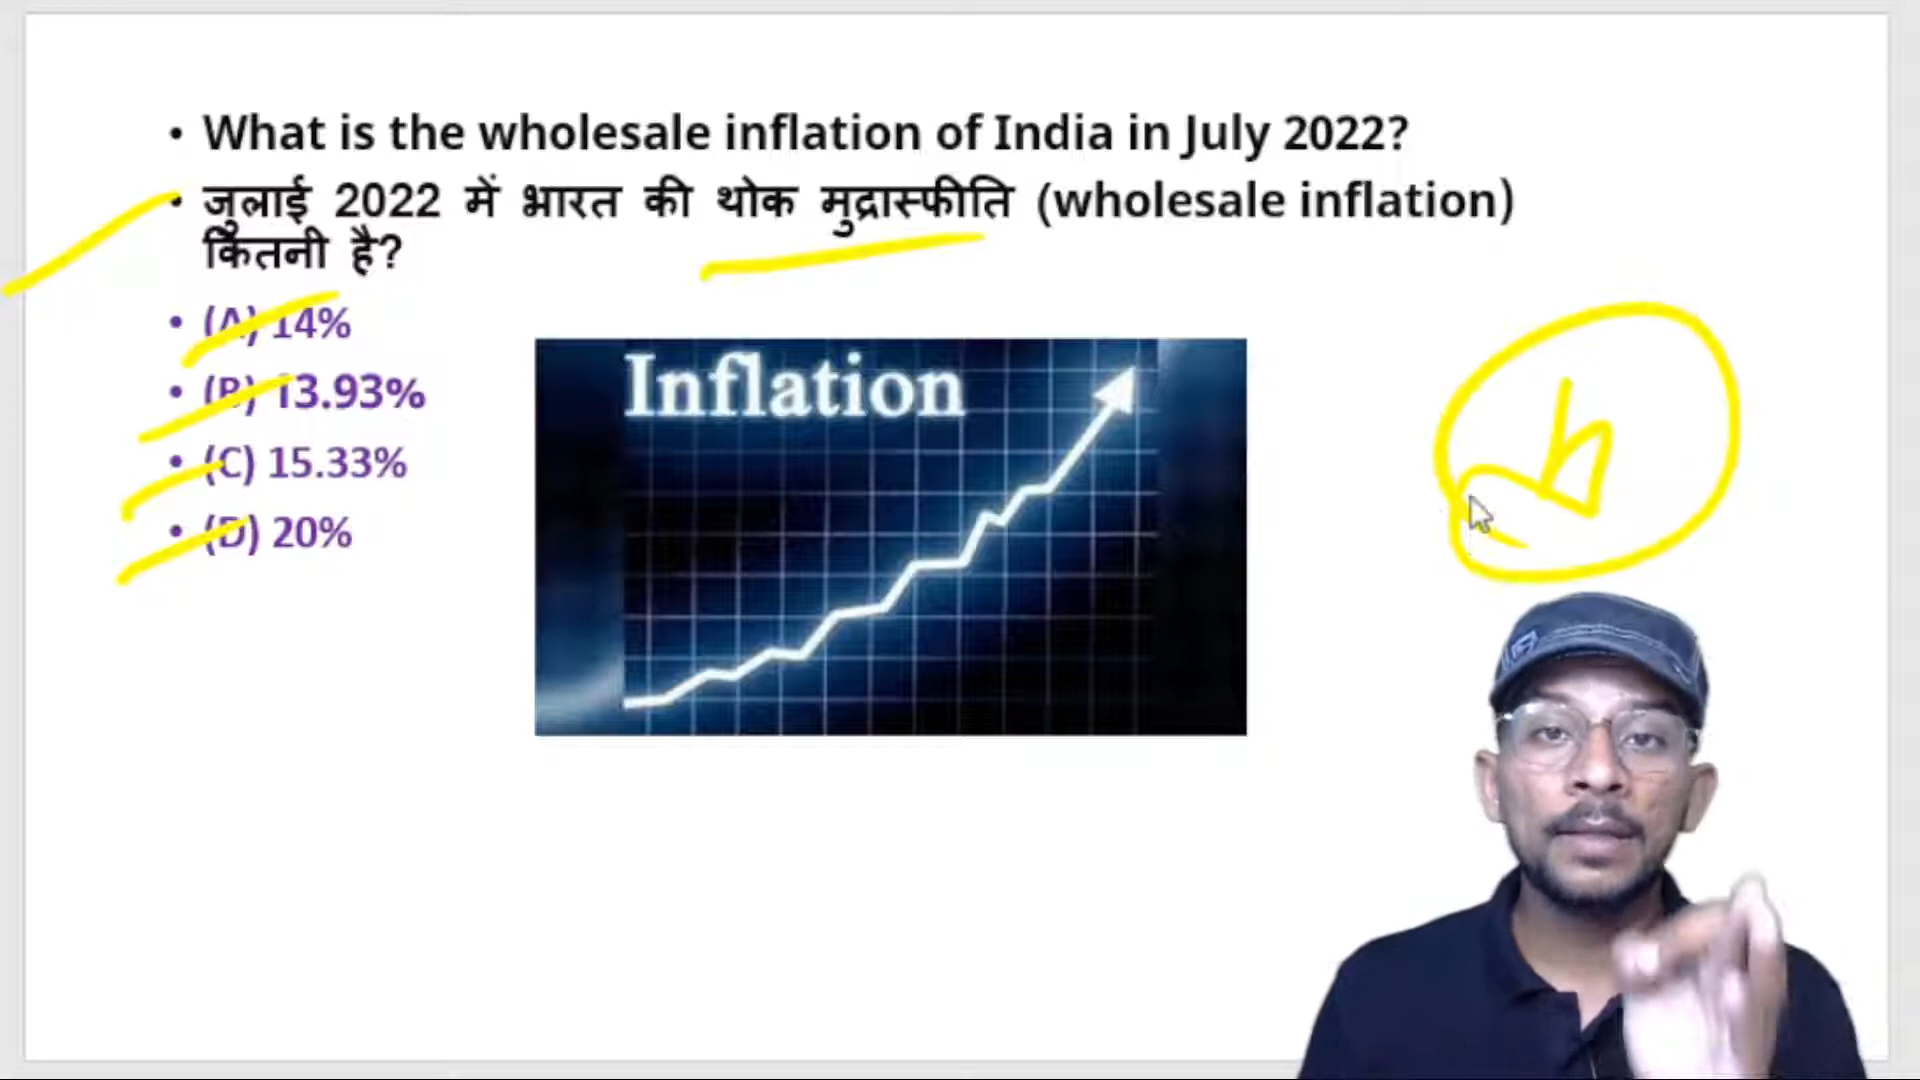 • What is the wholesale inflation of India in July 2022?
• जुलाई 2022 में भारत की थोक मुद्रास्फीति (wholesale inflation)
कितनी है?
• (A) 14%
• (B) 13.93%
• (C) 15.33%
• (D) 20%
Inflation
b